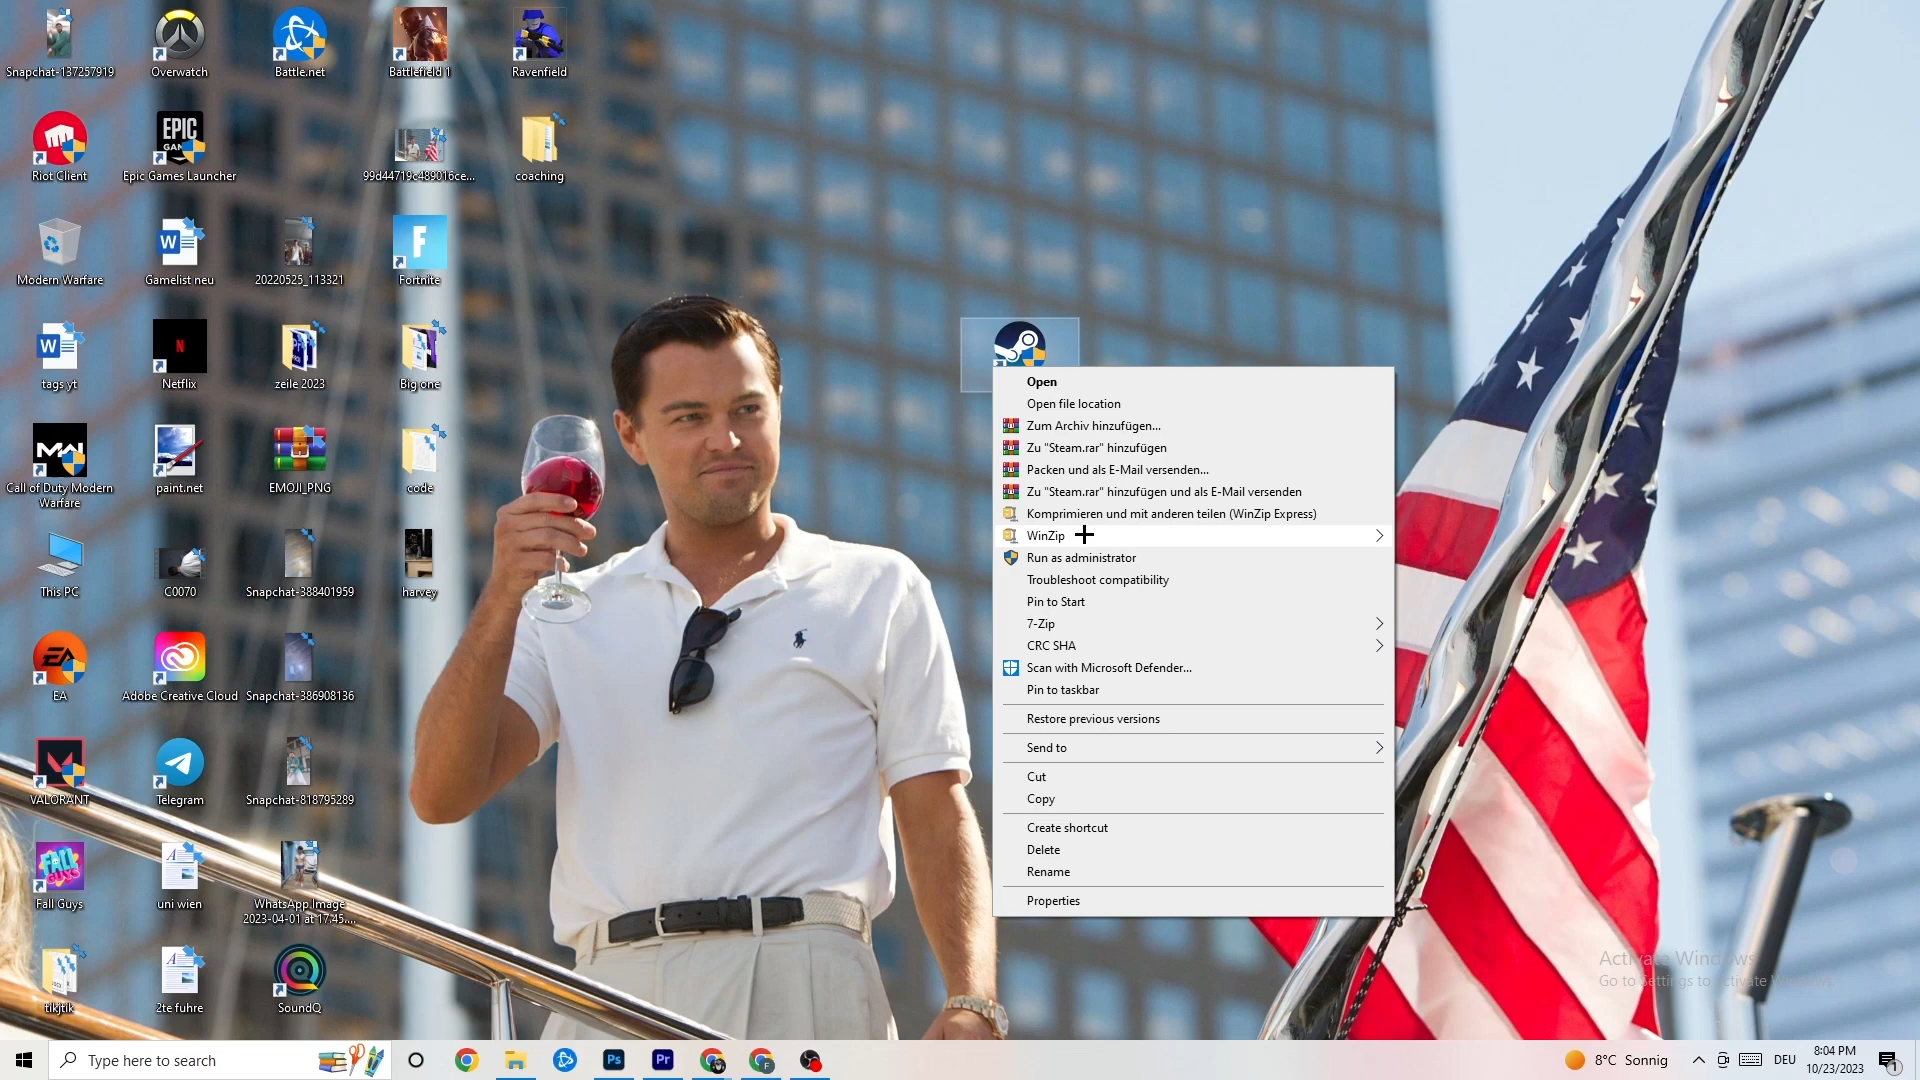 Snapchat-137257919
Overwatch
Battle.net
Battlefield 1
Ravenfield
EPIC
Riot Client
Epic Games Launcher
99d44719c489016ce...
coaching
Modern Warfare
Gamelist neu
20220525_113321
Fortnite
tags yt
Netflix
zeile 2023
Big one
Call of Duty Modern
Warfare
paint.net
EMOJI_PNG
code
This PC
C0070
Snapchat-388401959
harvey
EA
Adobe Creative Cloud
Snapchat-386908136
VALORANT
Telegram
Snapchat-818795289
FALL
GUYS
Fall Guys
uni wien
WhatsApp Image
2023-04-01 at 17.45....
tikjtik
2te fuhre
SoundQ
Open
Open file location
Zum Archiv hinzufügen...
Zu "Steam.rar" hinzufügen
Packen und als E-Mail versenden...
Zu "Steam.rar" hinzufügen und als E-Mail versenden
Komprimieren und mit anderen teilen (WinZip Express)
WinZip
Run as administrator
Troubleshoot compatibility
Pin to Start
7-Zip
CRC SHA
Scan with Microsoft Defender...
Pin to taskbar
Restore previous versions
Send to
Cut
Copy
Create shortcut
Delete
Rename
Properties
Activate Windows
Go to Settings to activate Windows.
Type here to search
Ps
Pr
F
8°C Sonnig
DEU
8:04 PM
10/23/2023
1